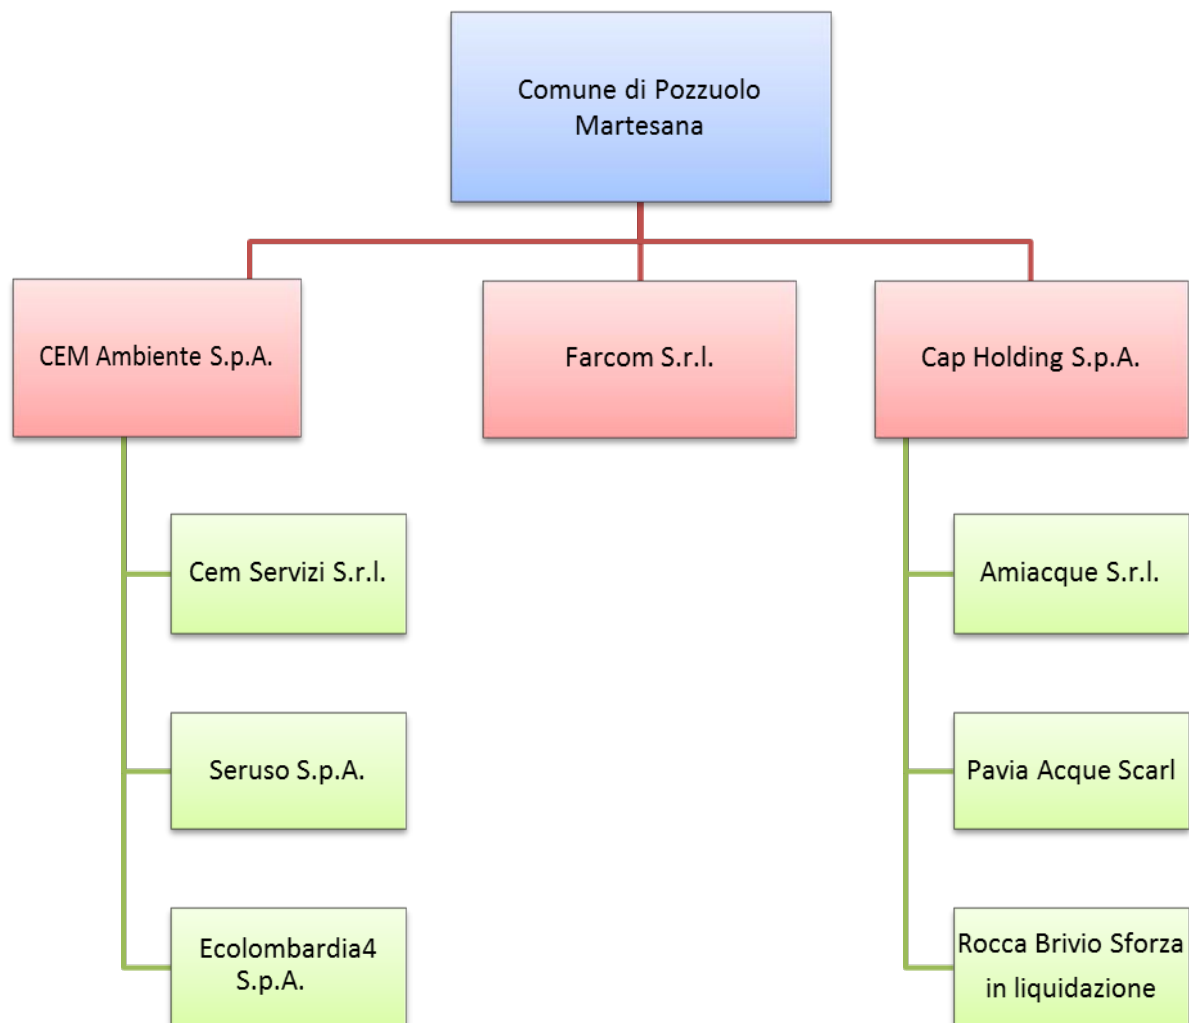 Comune di Pozzuolo
Martesana
CEM Ambiente S.p.A.
Farcom S.r.l.
Cap Holding S.p.A.
Cem Servizi S.r.l.
Amiacque S.r.l.
Seruso S.p.A.
Pavia Acque Scarl
Ecolombardia4
S.p.A.
Rocca Brivio Sforza
in liquidazione